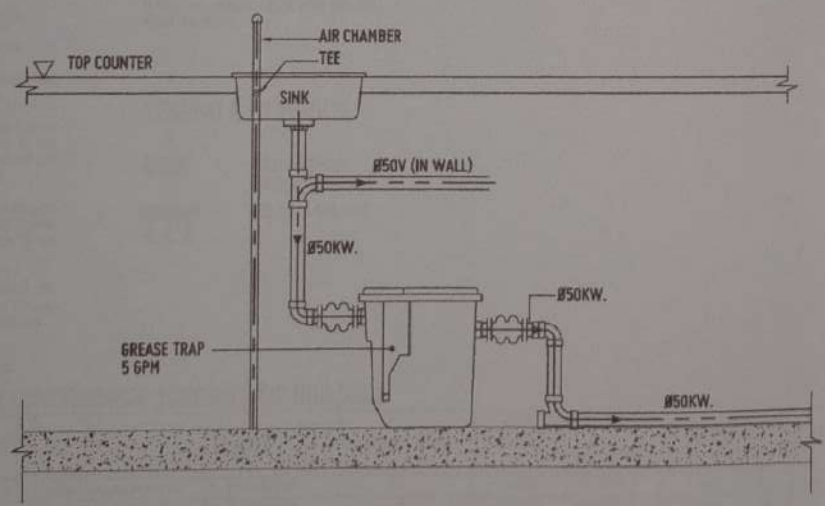 AIR CHAMBER
TOP COUNTER
TEE
SINK
Ø50V (IN WALL)
Ø50KW.
Ø50KW.
GREASE TRAP
5 GPM
Ø50KW.